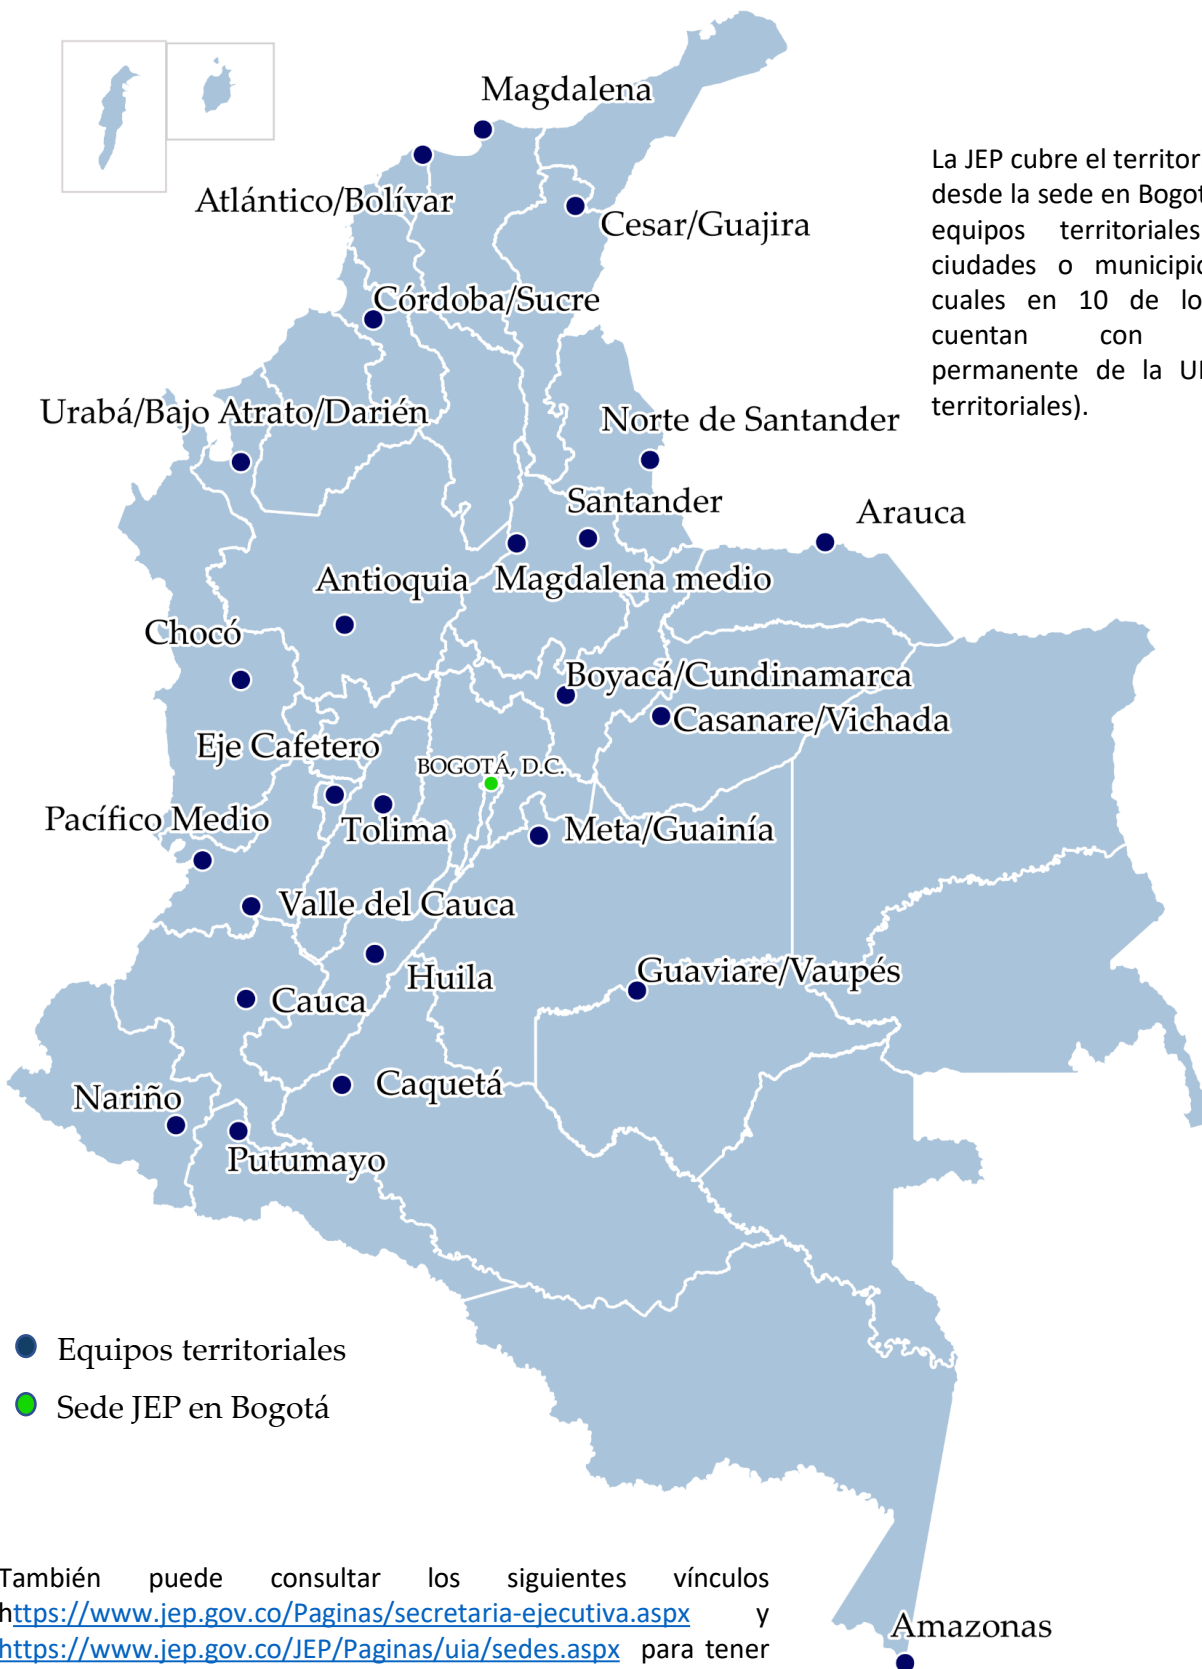 Magdalena
Atlántico/Bolívar
Cesar/Guajira
Córdoba/Sucre
La JEP cubre el
desde la sede en
equipos territoriales
ciudades o
cuales en 10 de
cuentan con
permanente de la
territoriales).
Urabá/Bajo Atrato/Darién
Norte de Santander
Santander
Arauca
Antioquia
Magdalena medio
Chocó
Boyacá/Cundinamarca
Casanare/Vichada
Eje Cafetero
BOGOTÁ, D.C.
Pacífico Medio
Tolima
Meta/Guainía
Valle del Cauca
Huila
Guaviare/Vaupés
Cauca
Caquetá
Nariño
Putumayo
Equipos territoriales
Sede JEP en Bogotá
También puede consultar los siguientes vínculos
https://www.jep.gov.co/Paginas/secretaria-ejecutiva.aspx y
https://www.jep.gov.co/JEP/Paginas/uia/sedes.aspx para tener
Amazonas